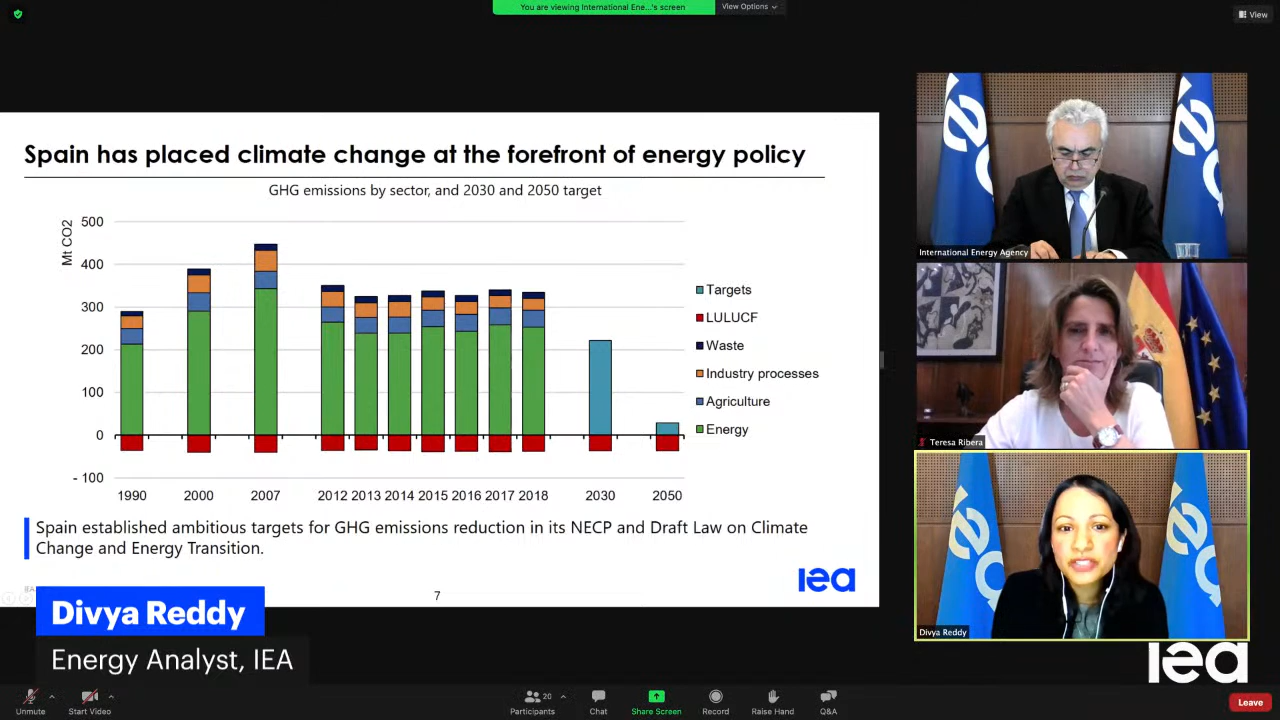 You are viewing International Ene...'s screen
View Options
View
Spain has placed climate change at the forefront of energy policy
GHG emissions by sector, and 2030 and 2050 target
Mt CO2
500
400
300
200
100
0
- 100
1990 2000 2007 2012 2013 2014 2015 2016 2017 2018 2030 2050
Targets
LULUCF
Waste
Industry processes
Agriculture
Energy
Spain established ambitious targets for GHG emissions reduction in its NECP and Draft Law on Climate
Change and Energy Transition.
iea
7
Divya Reddy
Energy Analyst, IEA
iea
iea
International Energy Agency
Teresa Ribera
iea
iea
Divya Reddy
iea
Unmute
Start Video
20
Participants
Chat
Share Screen
Record
Raise Hand
Q&A
Leave